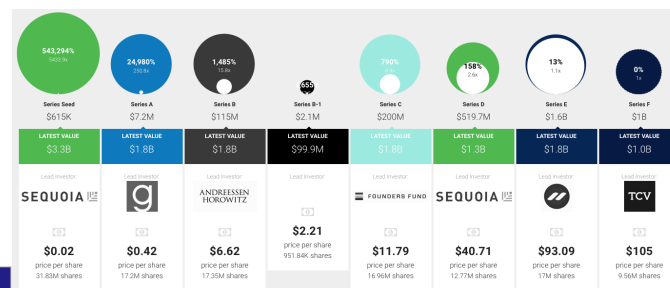 543,294%
5433.9x
Series Seed
$615K
LATEST VALUE
$3.3B
Lead Investor
SEQUOIA
$0.02
price per share
31.83M shares
24,980%
250.8x
Series A
$7.2M
LATEST VALUE
$1.8B
Lead Investor
g
$0.42
price per share
17.2M shares
1,485%
15.8x
Series B
$115M
LATEST VALUE
$1.8B
Lead Investor
ANDREESSEN
HOROWITZ
$6.62
price per share
17.35M shares
655
Series B-1
$2.1M
LATEST VALUE
$99.9M
Lead Investor
$2.21
price per share
951.84K shares
790%
Series C
$200M
LATEST VALUE
$1.8B
Lead Investor
FOUNDERS FUND
$11.79
price per share
16.96M shares
158%
2.6x
Series D
$519.7M
LATEST VALUE
$1.3B
Lead Investor
SEQUOIA
$40.71
price per share
12.77M shares
13%
1.1x
Series E
$1.6B
LATEST VALUE
$1.8B
Lead Investor
$93.09
price per share
17M shares
0%
1x
Series F
$1B
LATEST VALUE
$1.0B
Lead Investor
TCV
$105
price per share
9.56M shares